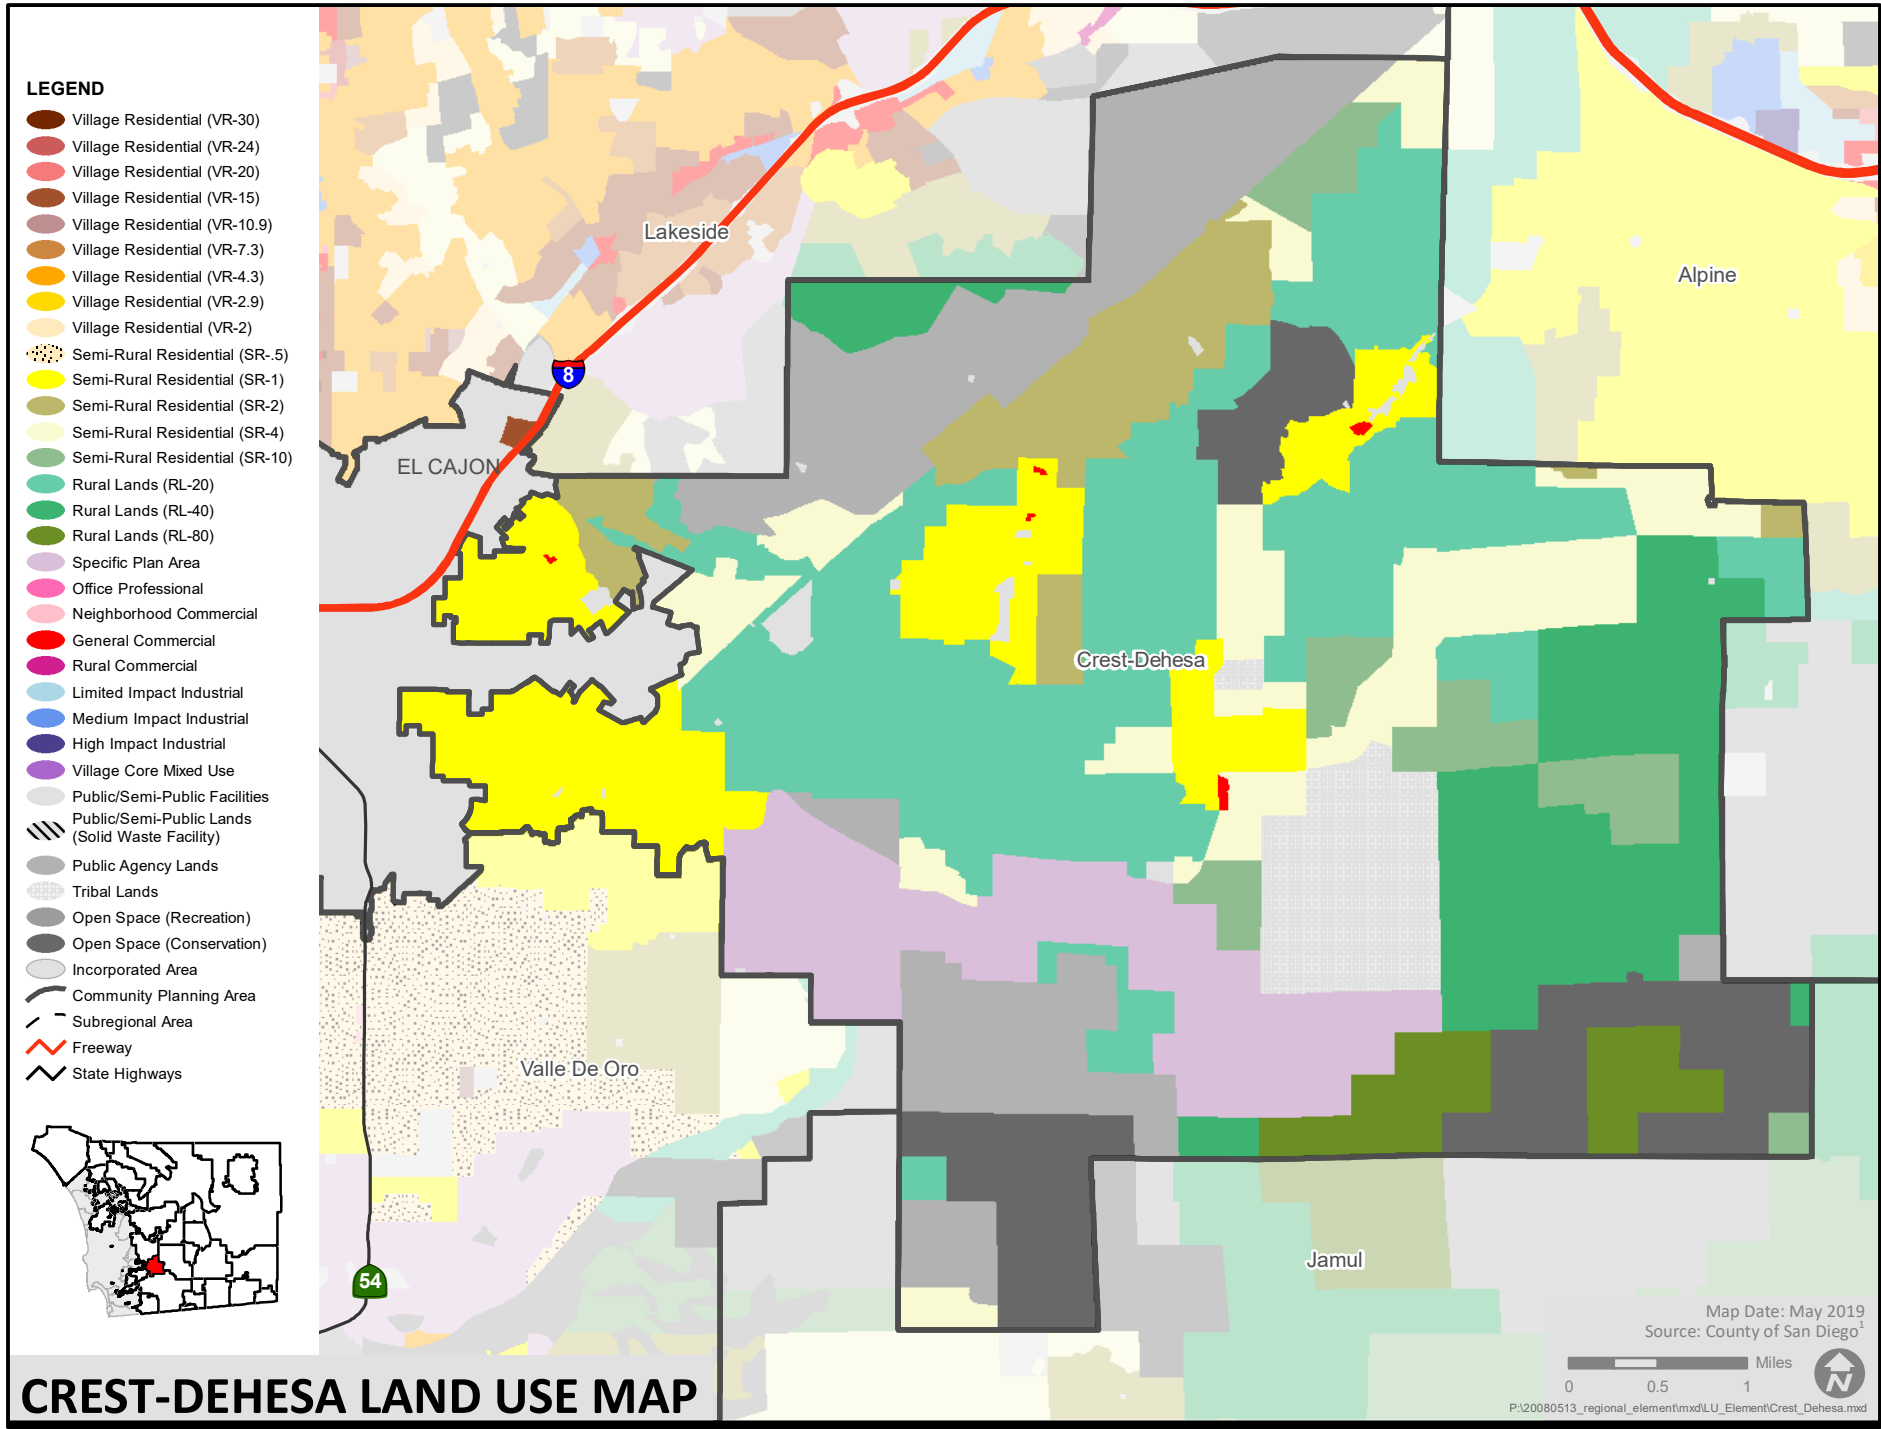 LEGEND
Village Residential (VR-30)
Village Residential (VR-24)
Village Residential (VR-20)
Village Residential (VR-15)
Village Residential (VR-10.9)
Village Residential (VR-7.3)
Village Residential (VR-4.3)
Village Residential (VR-2.9)
Village Residential (VR-2)
Semi-Rural Residential (SR-.5)
Semi-Rural Residential (SR-1)
Semi-Rural Residential (SR-2)
Semi-Rural Residential (SR-4)
Semi-Rural Residential (SR-10)
Rural Lands (RL-20)
Rural Lands (RL-40)
Rural Lands (RL-80)
Specific Plan Area
Office Professional
Neighborhood Commercial
General Commercial
Rural Commercial
Limited Impact Industrial
Medium Impact Industrial
High Impact Industrial
Village Core Mixed Use
Public/Semi-Public Facilities
Public/Semi-Public Lands
(Solid Waste Facility)
Public Agency Lands
Tribal Lands
Open Space (Recreation)
Open Space (Conservation)
Incorporated Area
Community Planning Area
Subregional Area
Freeway
State Highways
Lakeside
Alpine
8
EL CAJON
Crest-Dehesa
Valle De Oro
Jamul
54
Map Date: May 2019
Source: County of San Diego1
Miles
0 0.5 1
N
P:\20080513_regional_element\mxd\LU_Element\Crest_Dehesa.mxd
CREST-DEHESA LAND USE MAP